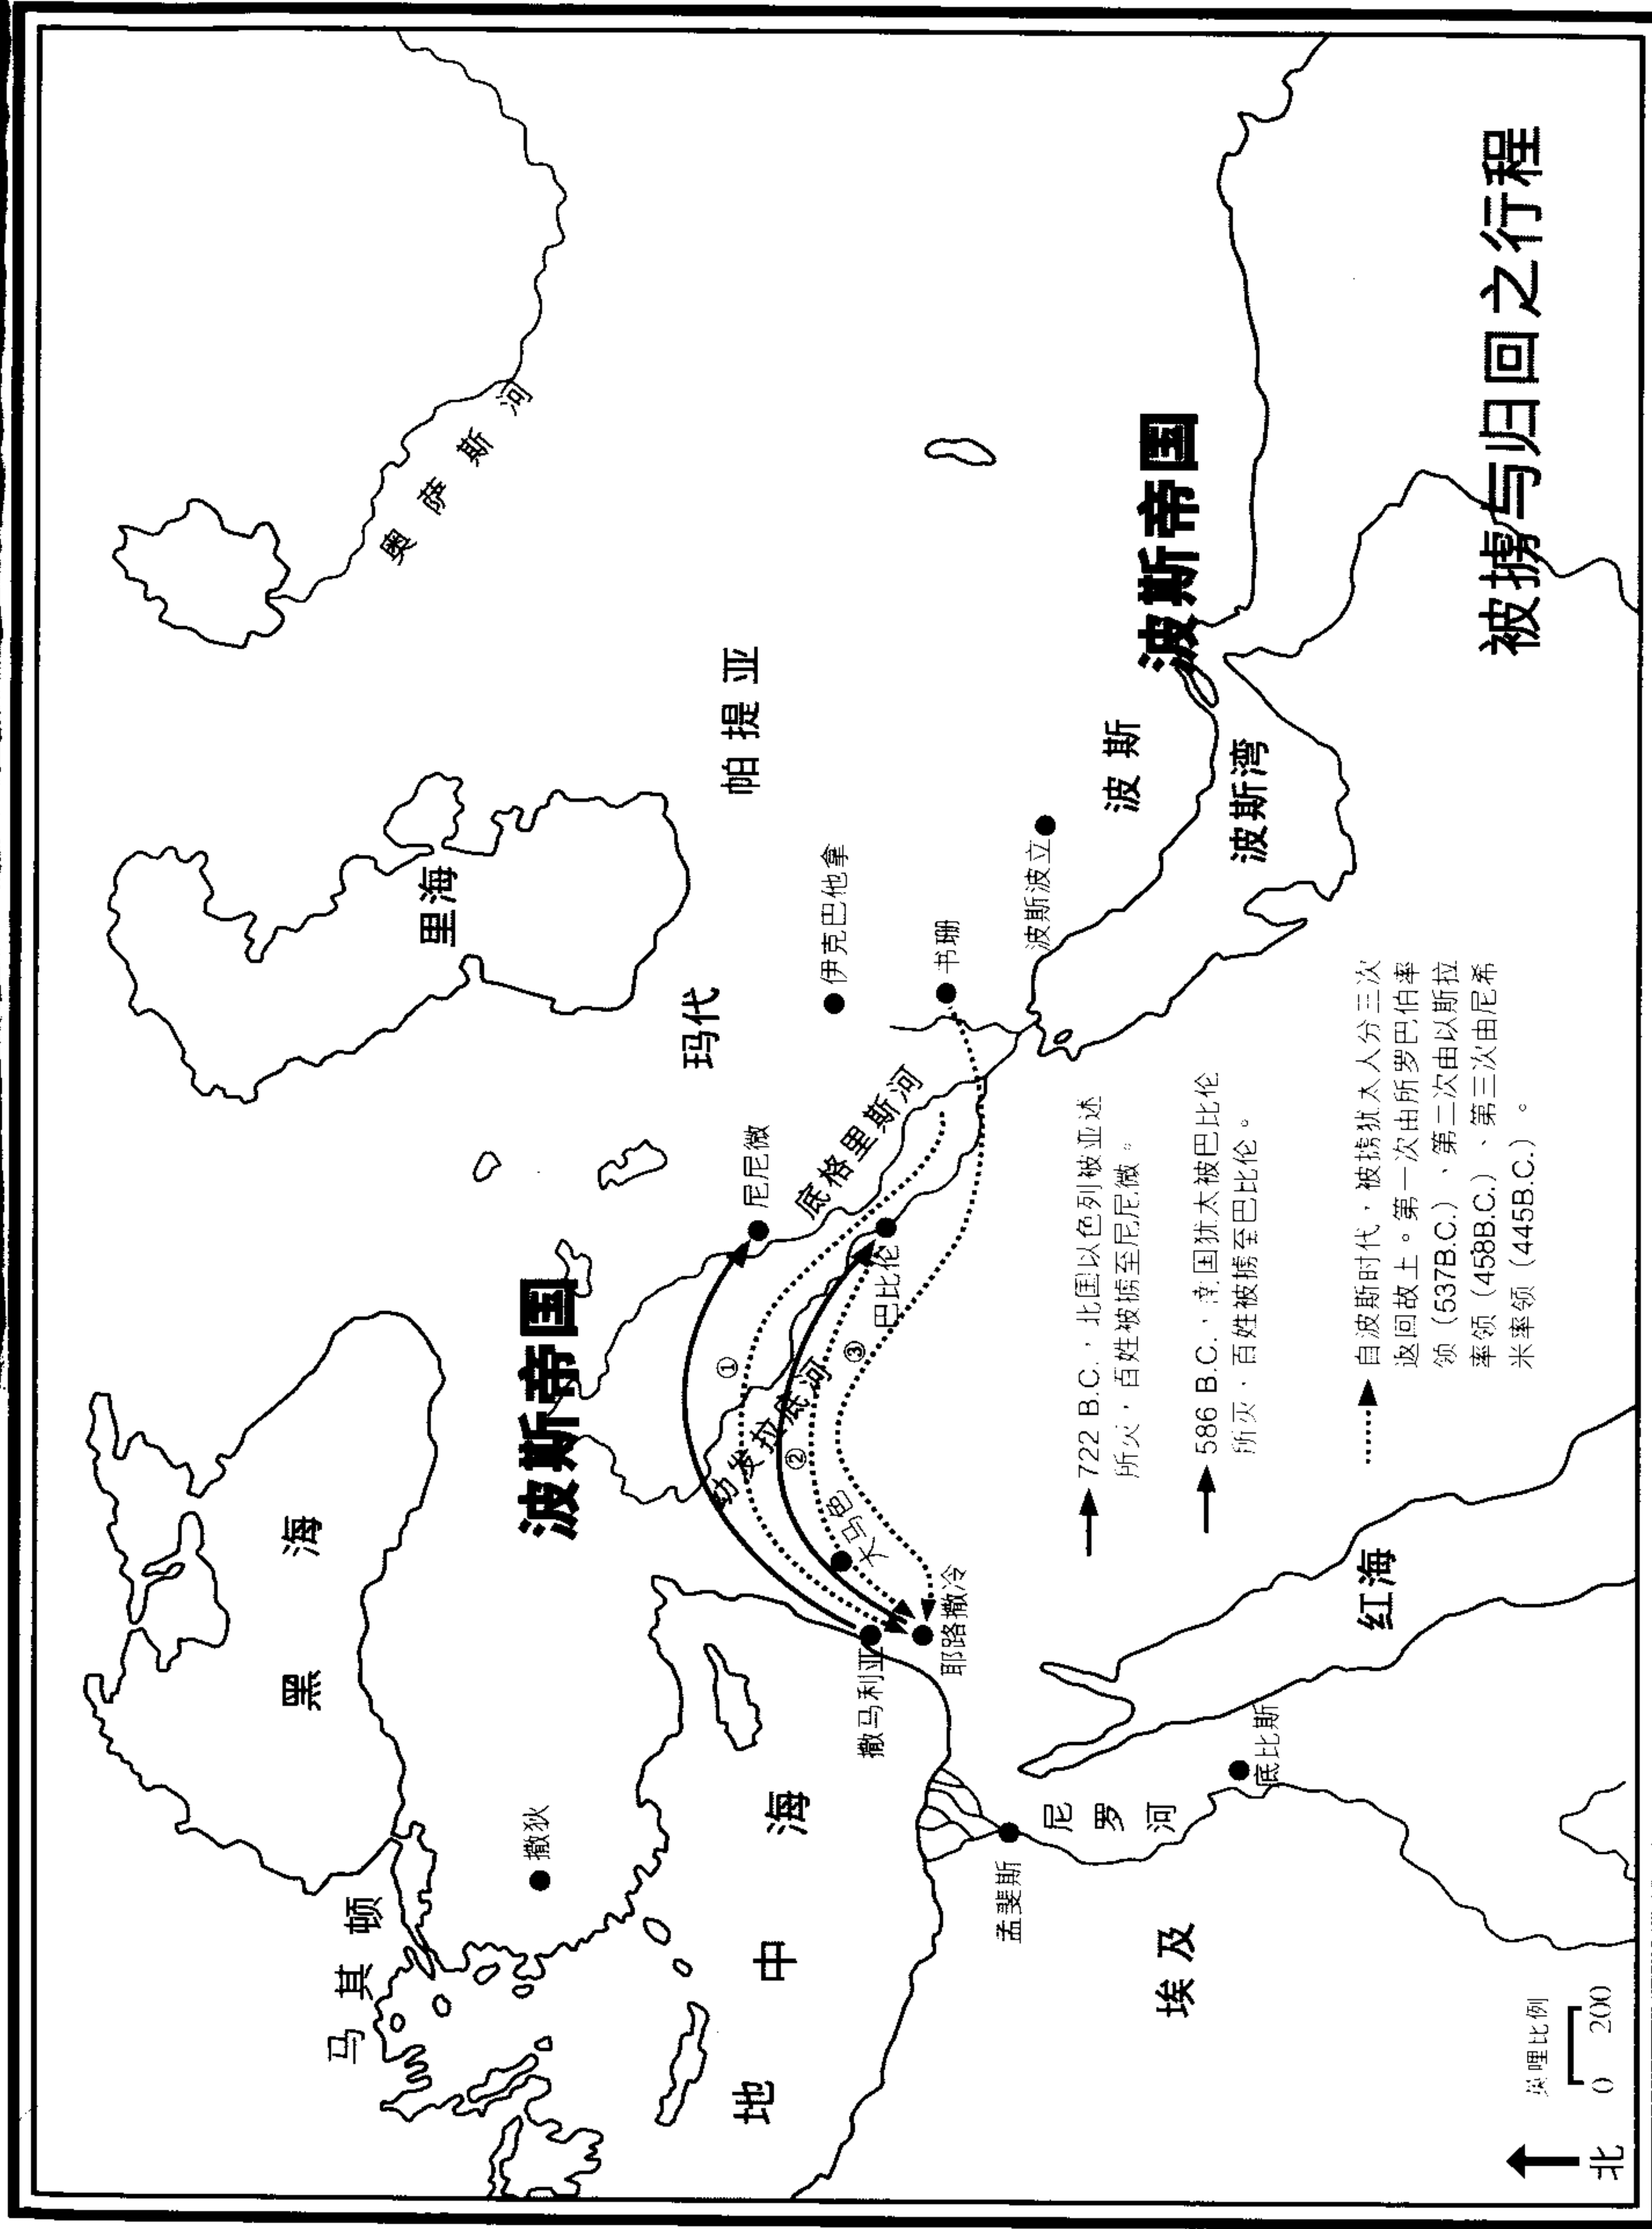 被掳与归回之行程
黑海
里海
奥萨斯河
马其顿
撒狄
波斯帝国
玛代
帕提亚
地中海
尼尼微
底格里斯河
幼发拉底河
伊克巴他拿
①
②
③
大马色
巴比伦
书珊
波斯波立
撒马利亚
耶路撒冷
波斯
波斯帝国
波斯湾
孟斐斯
尼罗河
埃及
底比斯
红海
722 B.C.，北国以色列被亚述
所灭，百姓被掳至尼尼微。
586 B.C.，南国犹太被巴比伦
所灭，百姓被掳至巴比伦。
自波斯时代，被掳犹太人分三次
返回故土。第一次由所罗巴伯率
领（537B.C.）、第二次由以斯拉
率领（458B.C.）、第三次由尼希
米率领（445B.C.）。
北
英哩比例
0 200